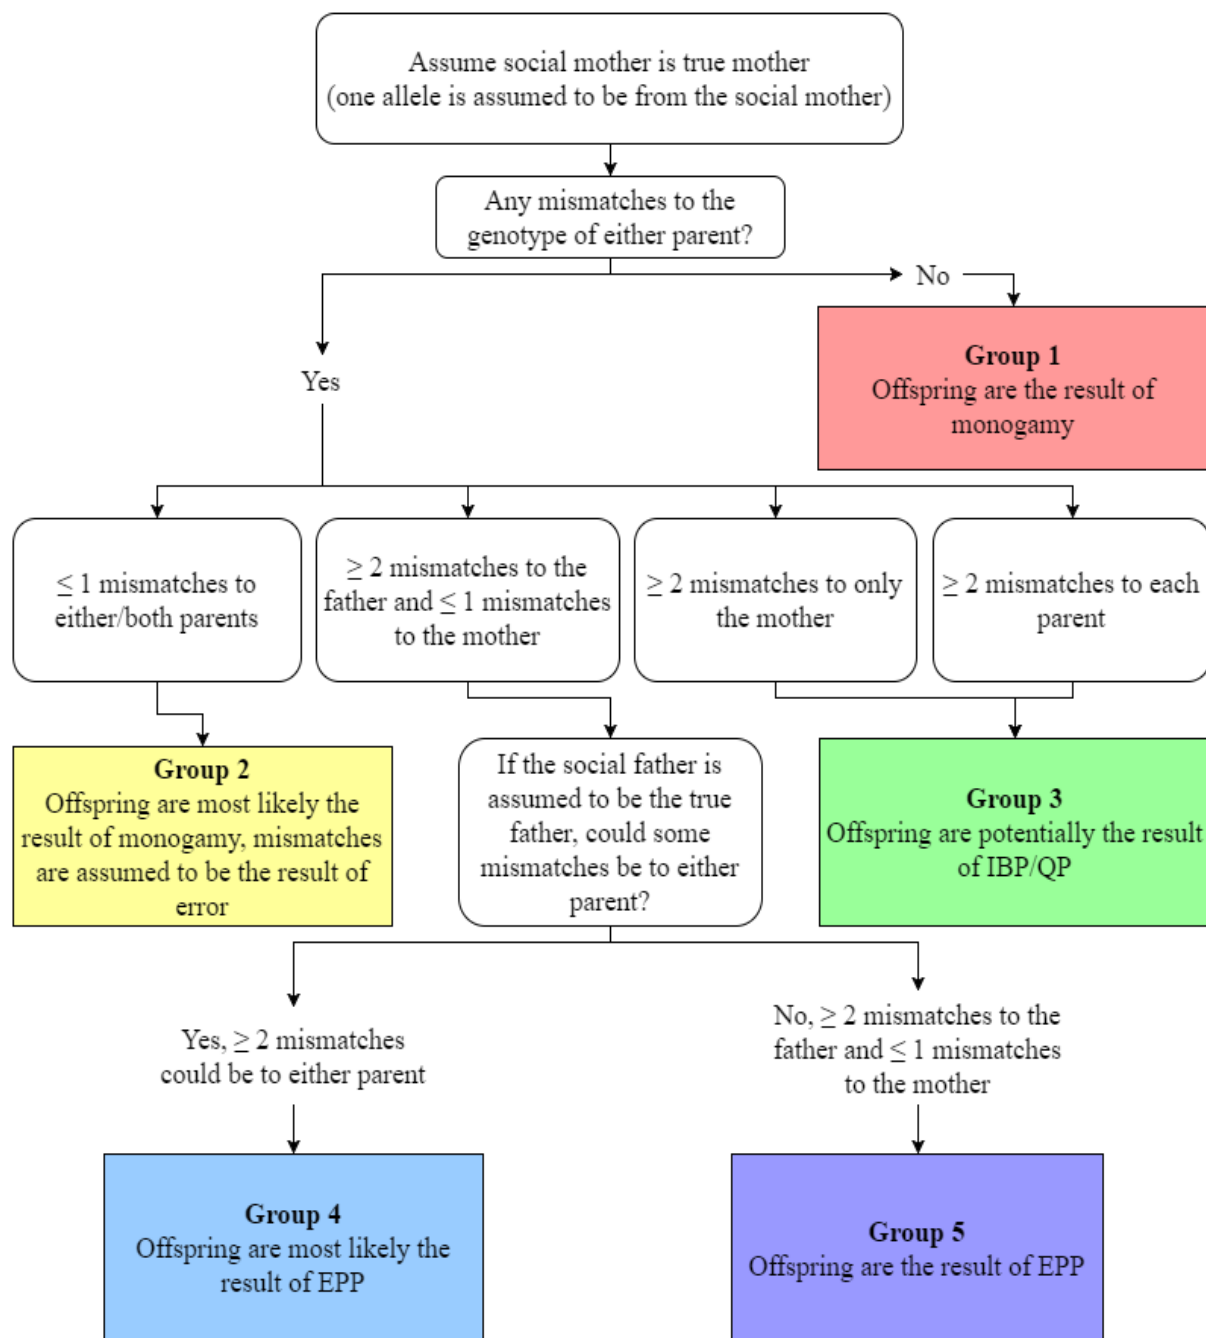 Assume social mother is true mother
(one allele is assumed to be from the social mother)
Any mismatches to the
genotype of either parent?
No
Group 1
Offspring are the result of
monogamy
Yes
≤ 1 mismatches to
either/both parents
≥ 2 mismatches to the
father and ≤ 1 mismatches
to the mother
≥ 2 mismatches to only
the mother
≥ 2 mismatches to each
parent
Group 2
Offspring are most likely the
result of monogamy, mismatches
are assumed to be the result of
error
If the social father is
assumed to be the true
father, could some
mismatches be to either
parent?
Group 3
Offspring are potentially the result
of IBP/QP
Yes, ≥ 2 mismatches
could be to either parent
No, ≥ 2 mismatches to the
father and ≤ 1 mismatches
to the mother
Group 4
Offspring are most likely the
result of EPP
Group 5
Offspring are the result of EPP